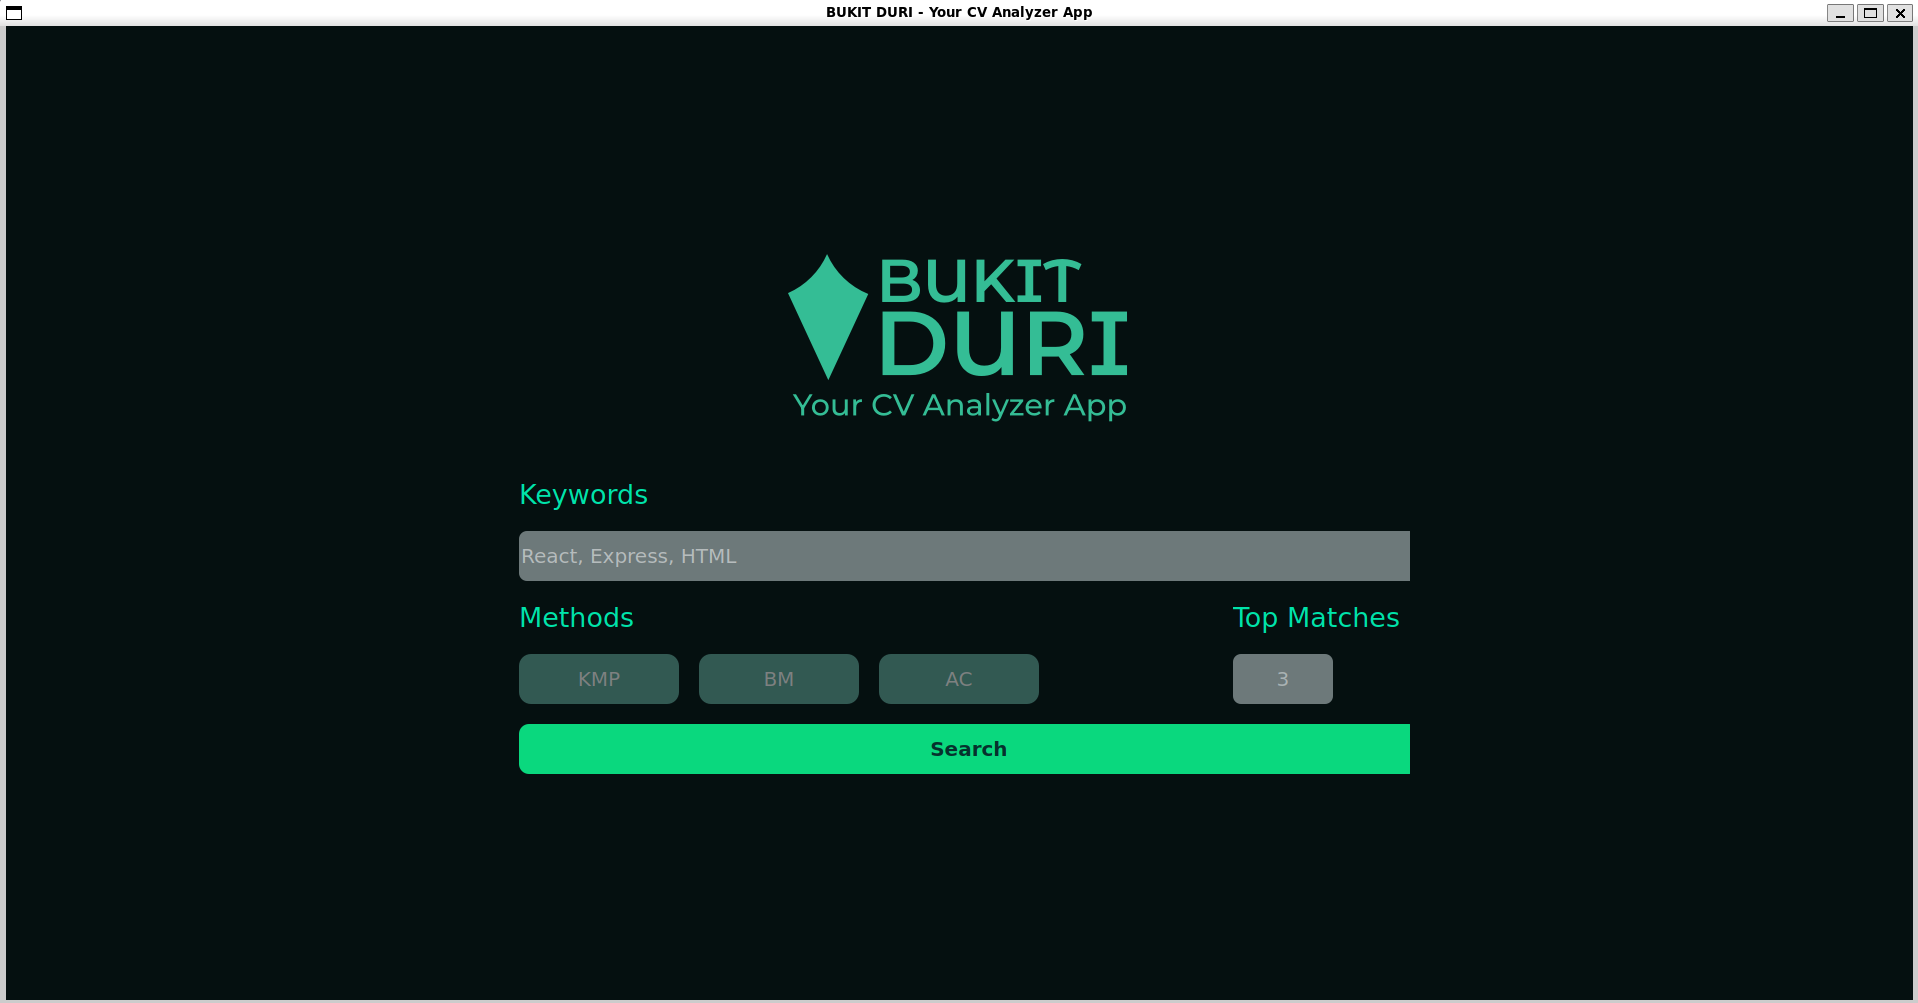 BUKIT DURI - Your CV Analyzer App
BUKIT
DURI
Your CV Analyzer App
Keywords
React, Express, HTML
Methods
Top Matches
KMP
BM
AC
3
Search